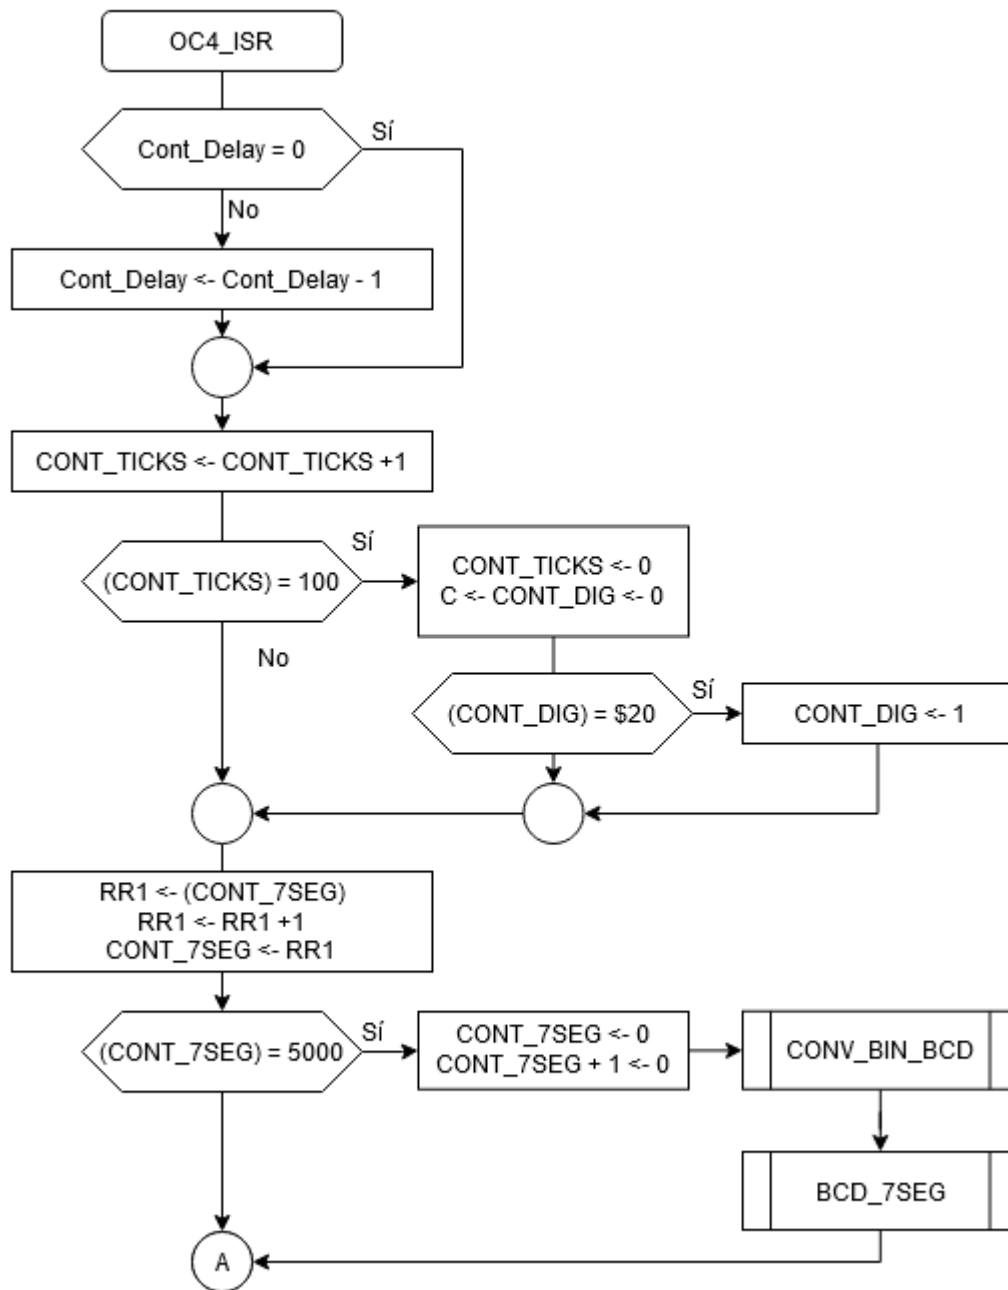 OC4_ISR
Cont_Delay = 0
Sí
No
Cont_Delay <- Cont_Delay - 1
CONT_TICKS <- CONT_TICKS +1
(CONT_TICKS) = 100
Sí
No
CONT_TICKS <- 0
C <- CONT_DIG <- 0
(CONT_DIG) = $20
Sí
CONT_DIG <- 1
RR1 <- (CONT_7SEG)
RR1 <- RR1 +1
CONT_7SEG <- RR1
(CONT_7SEG) = 5000
Sí
CONT_7SEG <- 0
CONT_7SEG + 1 <- 0
CONV_BIN_BCD
BCD_7SEG
A